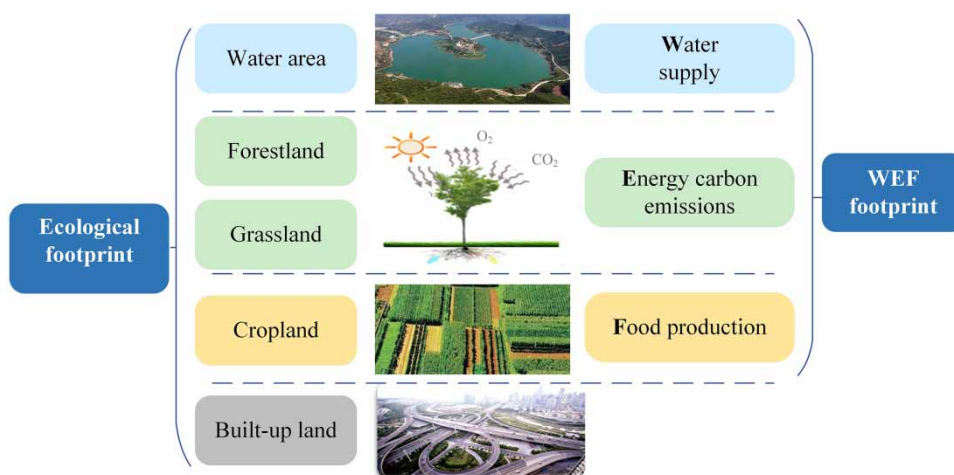 Water area
Water
supply
Forestland
O2
CO2
Energy carbon
emissions
WEF
footprint
Ecological
footprint
Grassland
Cropland
Food production
Built-up land